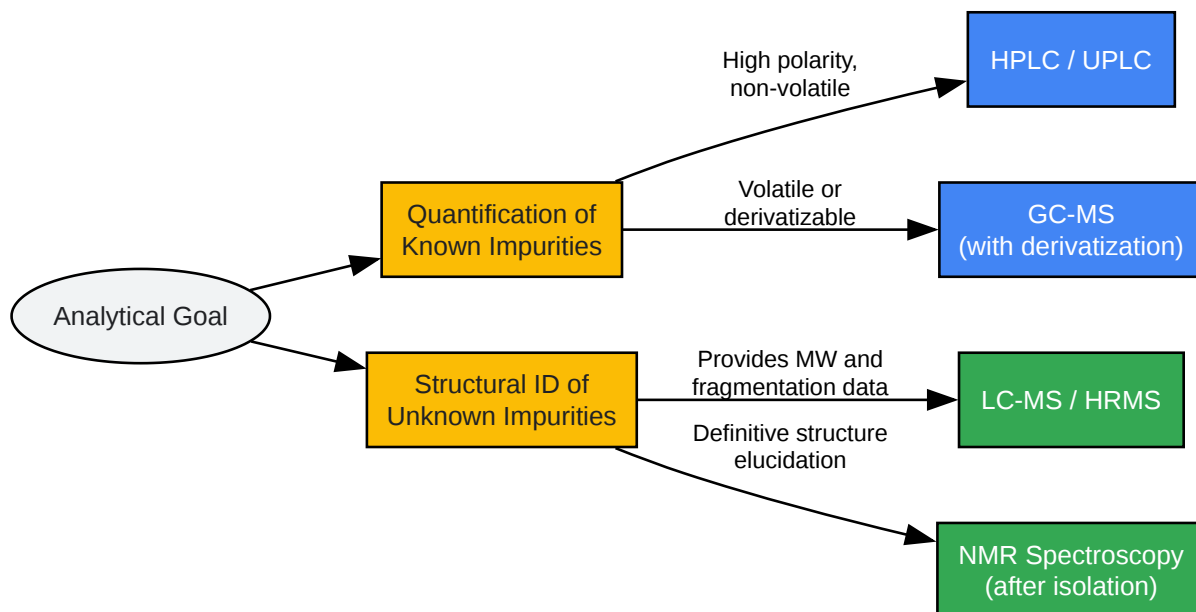 High polarity,
non-volatile
HPLC / UPLC
Quantification of
Known Impurities
Volatile or
derivatizable
GC-MS
(with derivatization)
Analytical Goal
Structural ID of
Unknown Impurities
Provides MW and
fragmentation data
LC-MS / HRMS
Definitive structure
elucidation
NMR Spectroscopy
(after isolation)